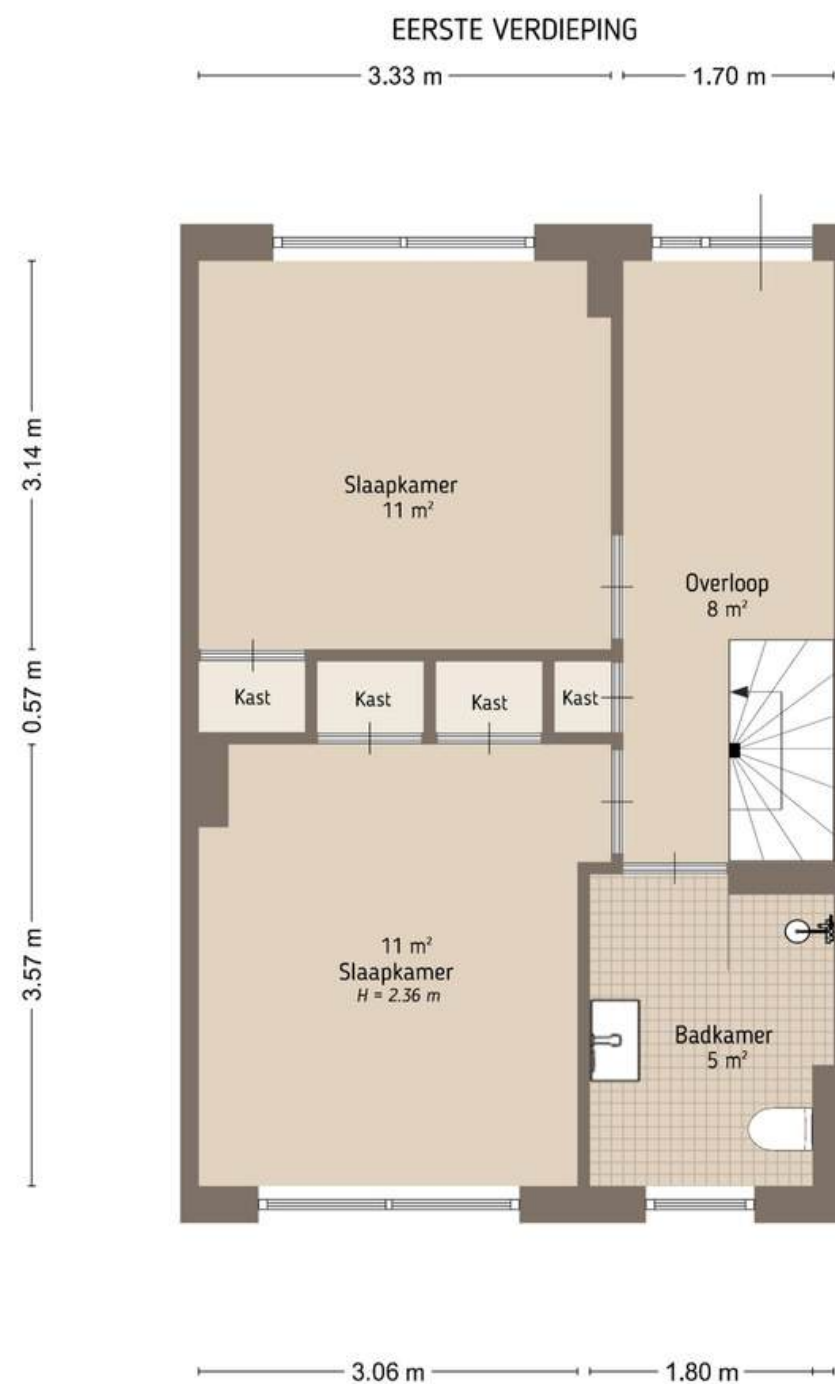 EERSTE VERDIEPING
3.33 m
1.70 m
3.14 m
Slaapkamer
11 m²
Overloop
8 m²
0.57 m
Kast
Kast
Kast
Kast
3.57 m
11 m²
Slaapkamer
H = 2.36 m
Badkamer
5 m²
3.06 m
1.80 m